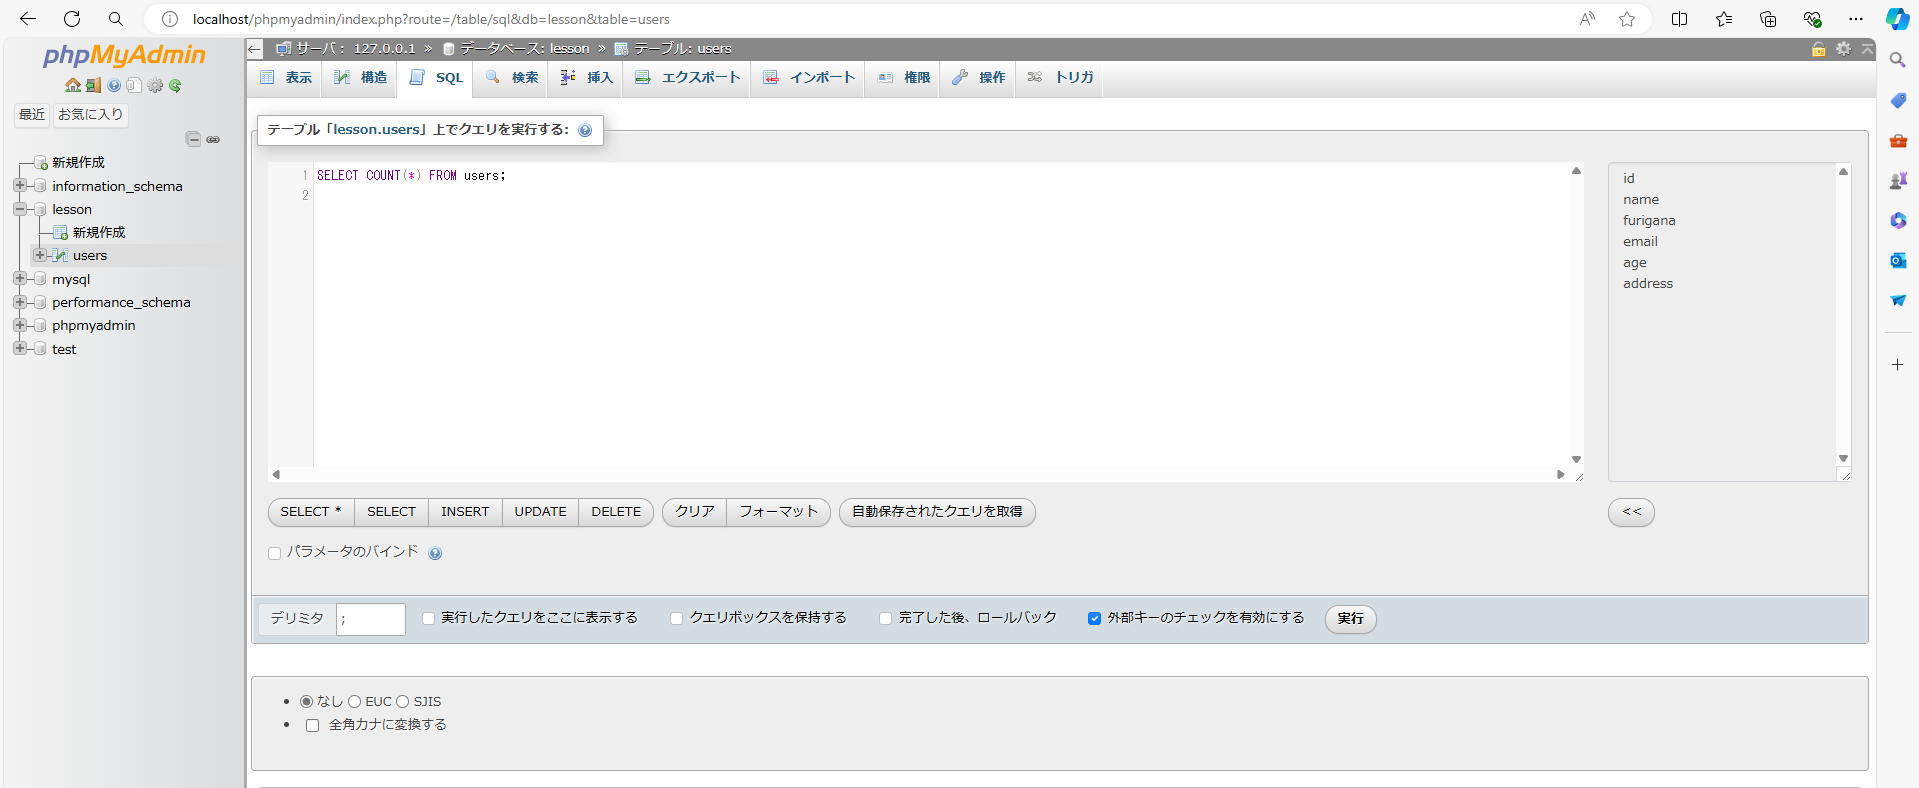 localhost/phpmyadmin/index.php?route=/table/sql&db=lesson&table=users
phpMyAdmin
最近 お気に入り
新規作成
information_schema
lesson
新規作成
users
mysql
performance_schema
phpmyadmin
test
サーバ: 127.0.0.1 » データベース: lesson » テーブル: users
表示 構造 SQL 検索 挿入 エクスポート インポート 権限 操作 トリガ
テーブル「lesson.users」上でクエリを実行する:
1 SELECT COUNT(*) FROM users;
2
id
name
furigana
email
age
address
SELECT * SELECT INSERT UPDATE DELETE クリア フォーマット 自動保存されたクエリを取得 <<
パラメータのバインド
デリミタ ; 実行したクエリをここに表示する クエリボックスを保持する 完了した後、ロールバック 外部キーのチェックを有効にする 実行
なし EUC SJIS
全角カナに変換する